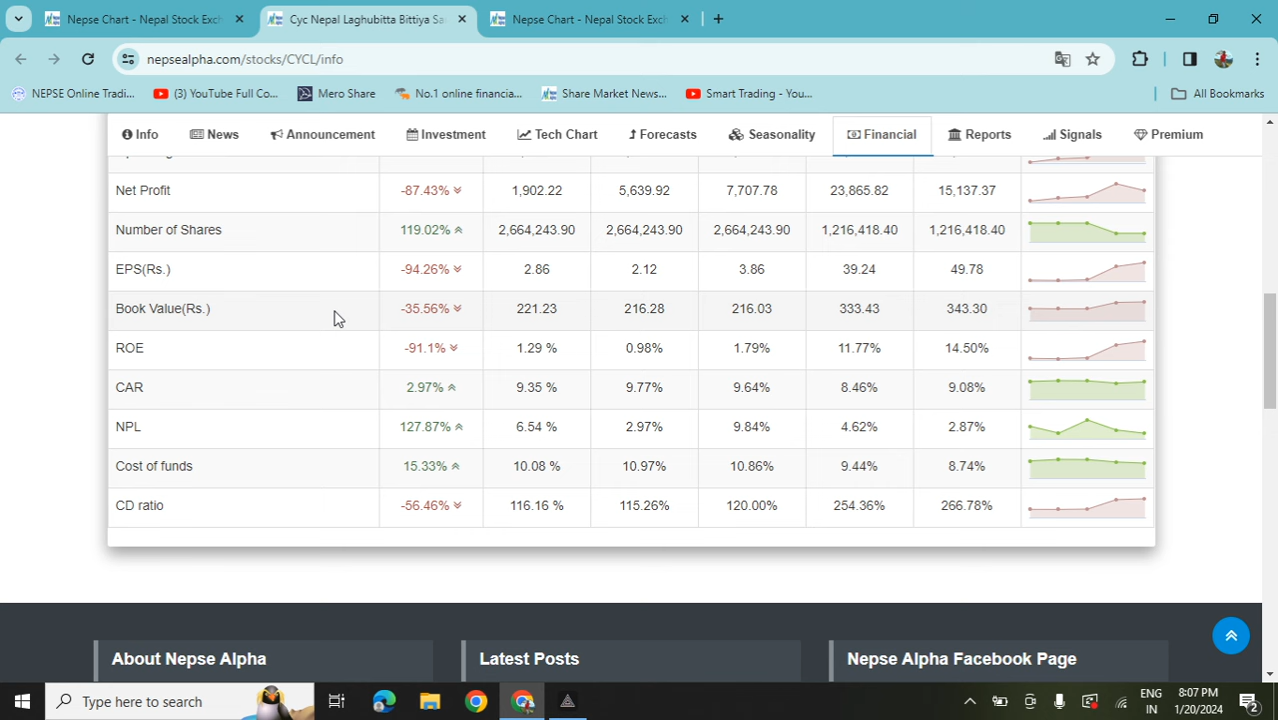 Nepse Chart - Nepal Stock Exch
Cyc Nepal Laghubitta Bittiya Sa
Nepse Chart - Nepal Stock Exch
nepsealpha.com/stocks/CYCL/info
NEPSE Online Tradi...
(3) YouTube Full Co...
Mero Share
No.1 online financia...
Share Market News...
Smart Trading - You...
All Bookmarks
Info News Announcement Investment Tech Chart Forecasts Seasonality Financial Reports Signals Premium
Net Profit -87.43% 1,902.22 5,639.92 7,707.78 23,865.82 15,137.37
Number of Shares 119.02% 2,664,243.90 2,664,243.90 2,664,243.90 1,216,418.40 1,216,418.40
EPS(Rs.) -94.26% 2.86 2.12 3.86 39.24 49.78
Book Value(Rs.) -35.56% 221.23 216.28 216.03 333.43 343.30
ROE -91.1% 1.29 % 0.98% 1.79% 11.77% 14.50%
CAR 2.97% 9.35 % 9.77% 9.64% 8.46% 9.08%
NPL 127.87% 6.54 % 2.97% 9.84% 4.62% 2.87%
Cost of funds 15.33% 10.08 % 10.97% 10.86% 9.44% 8.74%
CD ratio -56.46% 116.16 % 115.26% 120.00% 254.36% 266.78%
About Nepse Alpha
Latest Posts
Nepse Alpha Facebook Page
Type here to search
ENG
IN
8:07 PM
1/20/2024
2